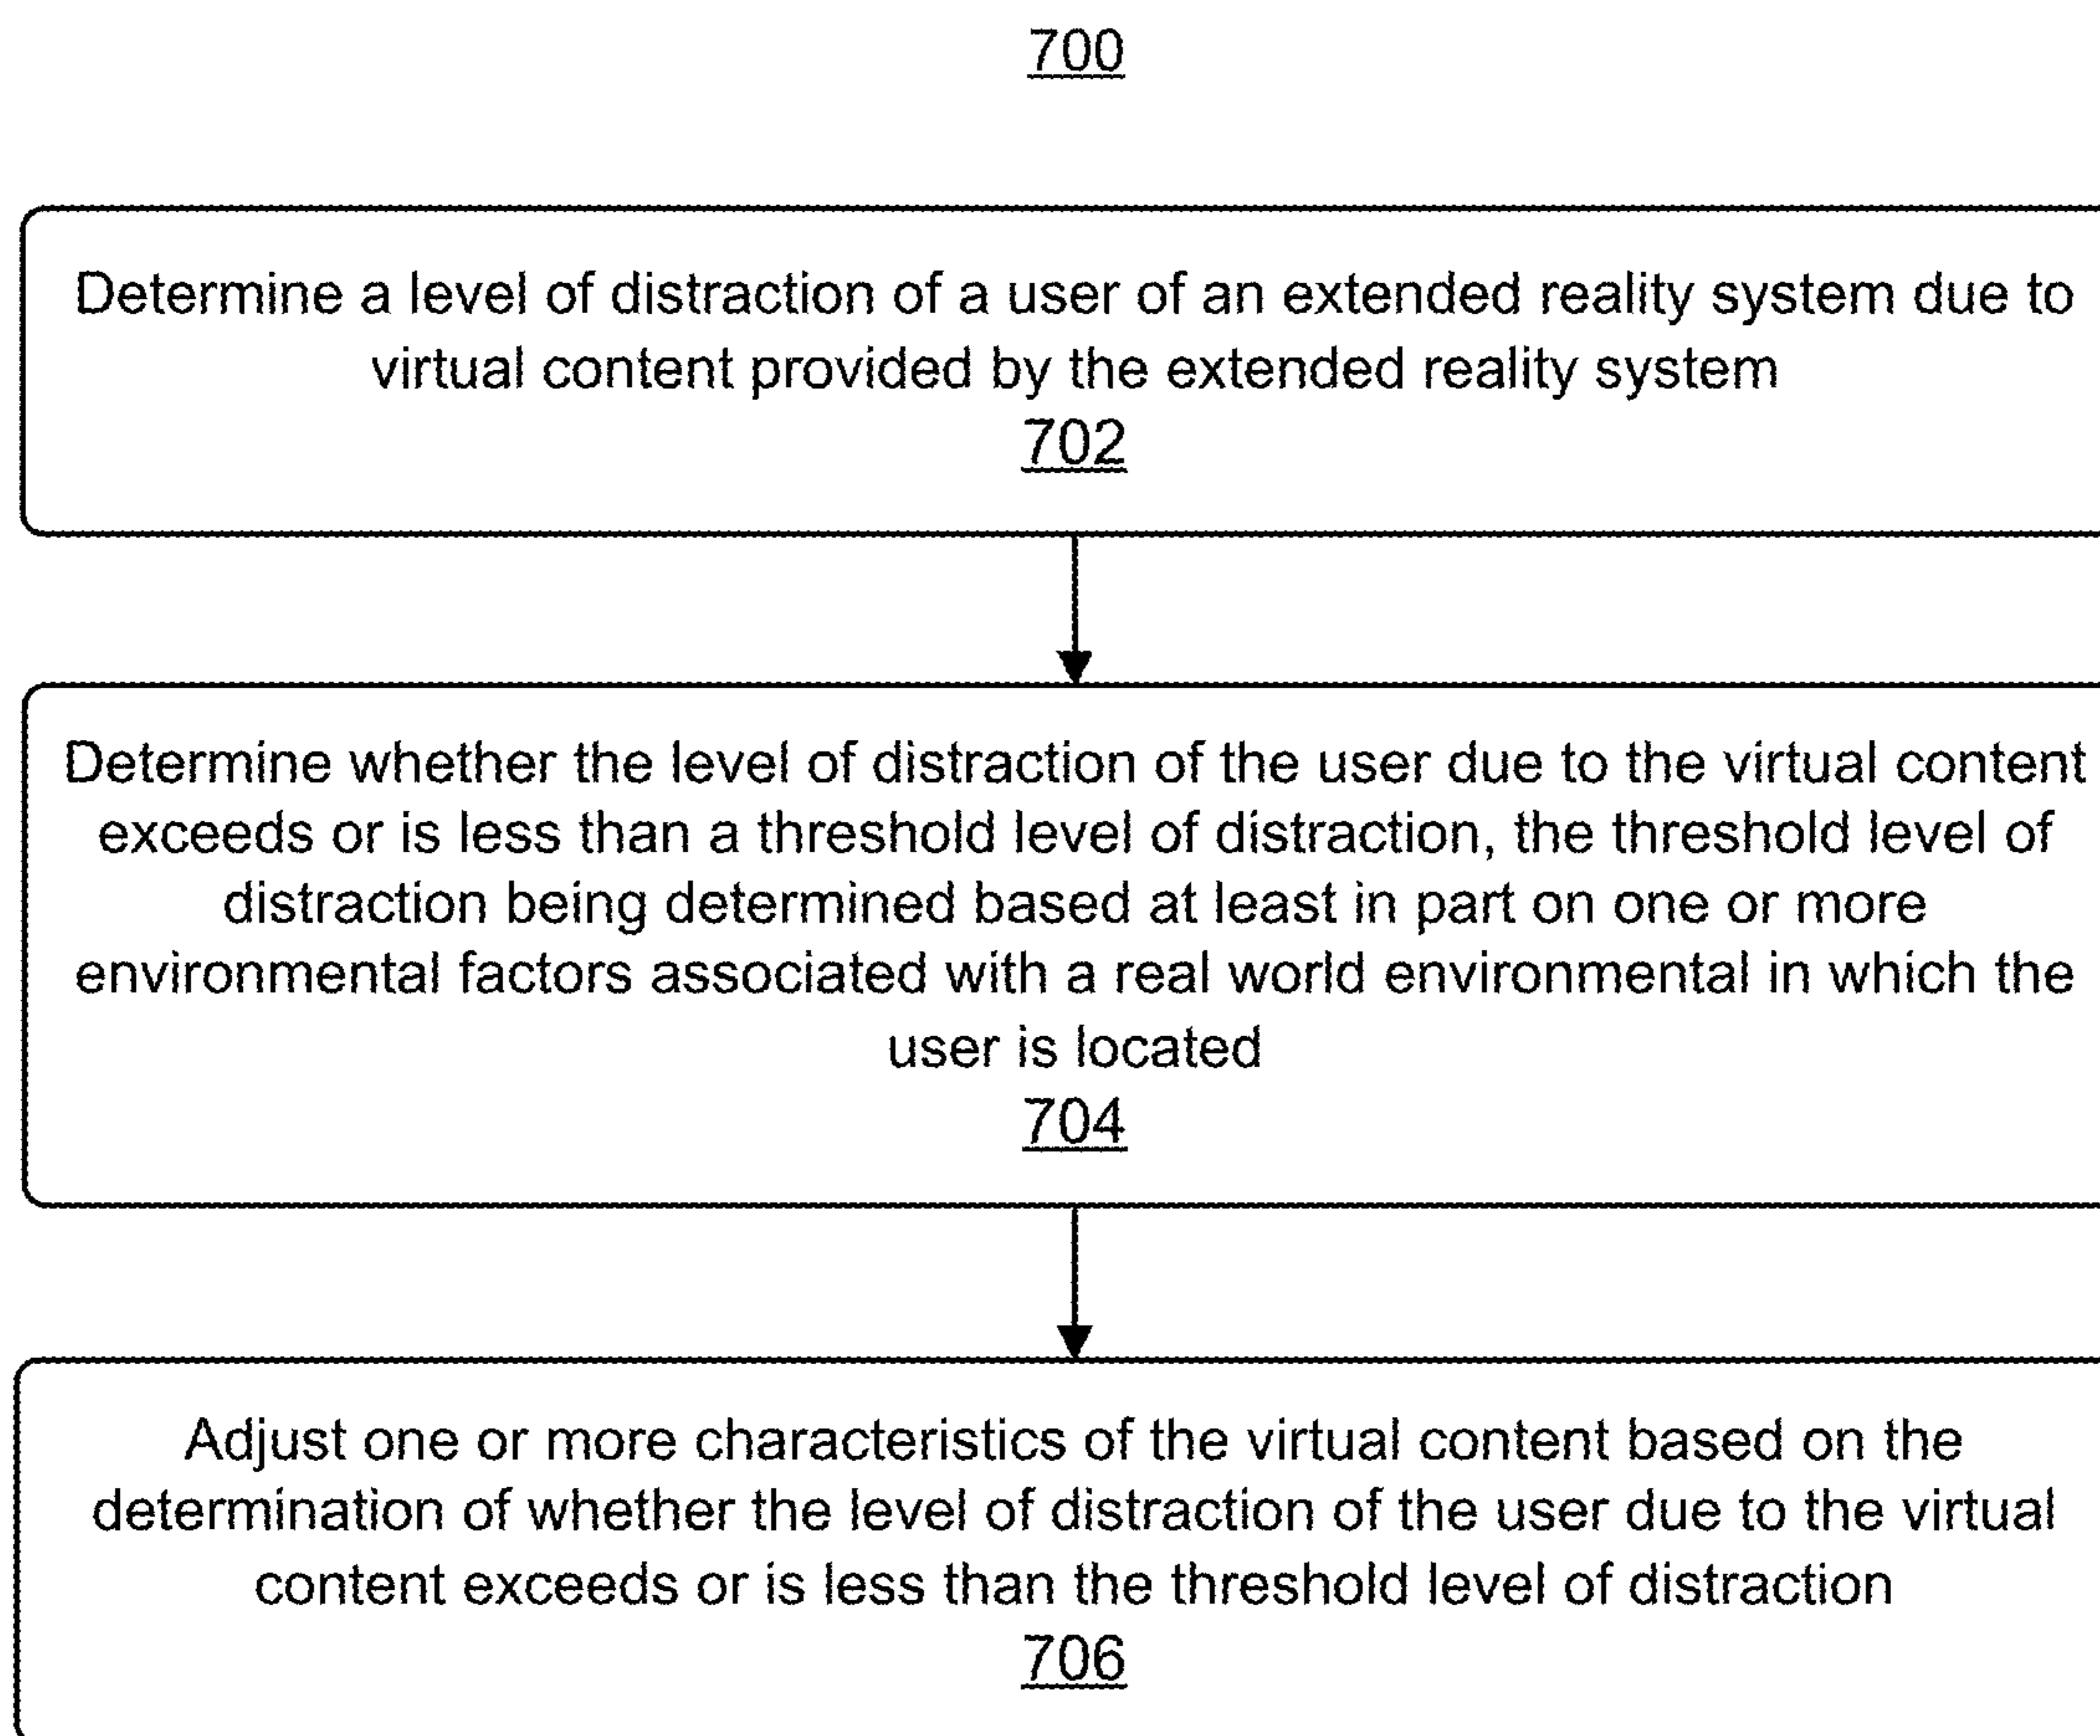 700
Determine a level of distraction of a user of an extended reality system due to
virtual content provided by the extended reality system
702
Determine whether the level of distraction of the user due to the virtual content
exceeds or is less than a threshold level of distraction, the threshold level of
distraction being determined based at least in part on one or more
environmental factors associated with a real world environmental in which the
user is located
704
Adjust one or more characteristics of the virtual content based on the
determination of whether the level of distraction of the user due to the virtual
content exceeds or is less than the threshold level of distraction
706